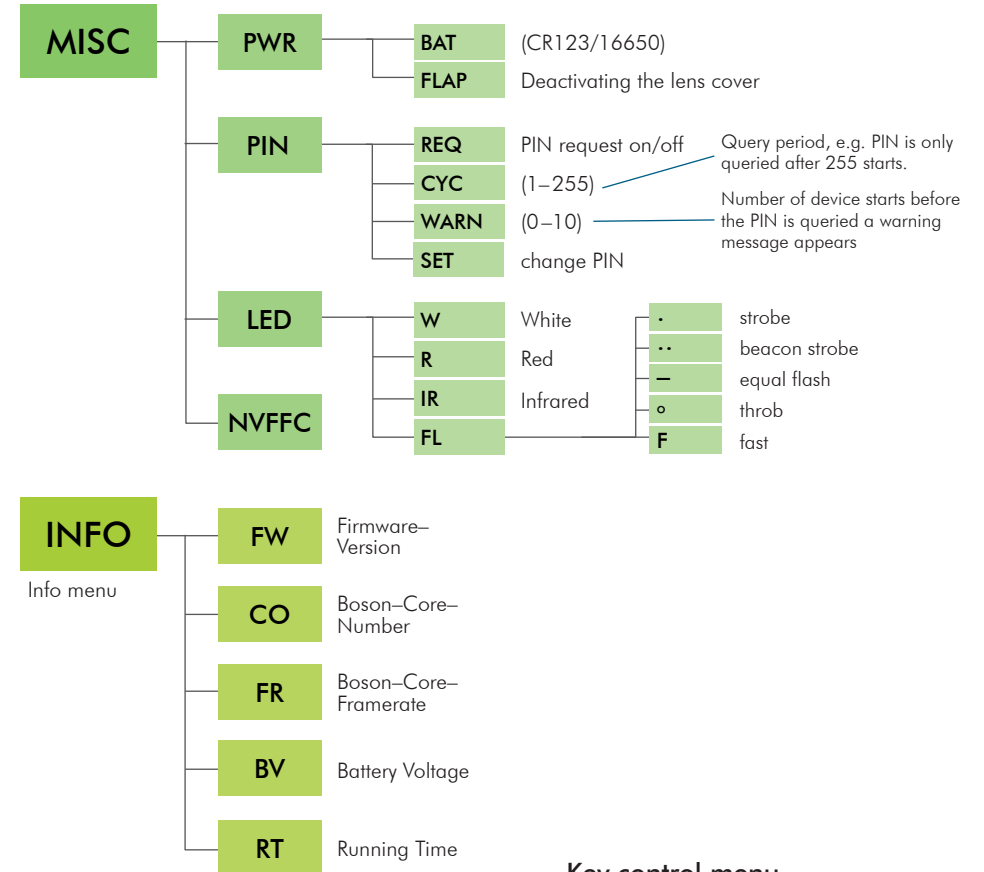 MISC
PWR
BAT
(CR123/16650)
FLAP
Deactivating the lens cover
PIN
REQ
PIN request on/off
CYC
(1–255)
Query period, e.g. PIN is only
queried after 255 starts.
WARN
(0–10)
Number of device starts before
the PIN is queried a warning
message appears
SET
change PIN
LED
W
White
R
Red
IR
Infrared
FL
·
strobe
··
beacon strobe
–
equal flash
°
throb
F
fast
NVFFC
INFO
Info menu
FW
Firmware–
Version
CO
Boson–Core–
Number
FR
Boson–Core–
Framerate
BV
Battery Voltage
RT
Running Time
Key control menu